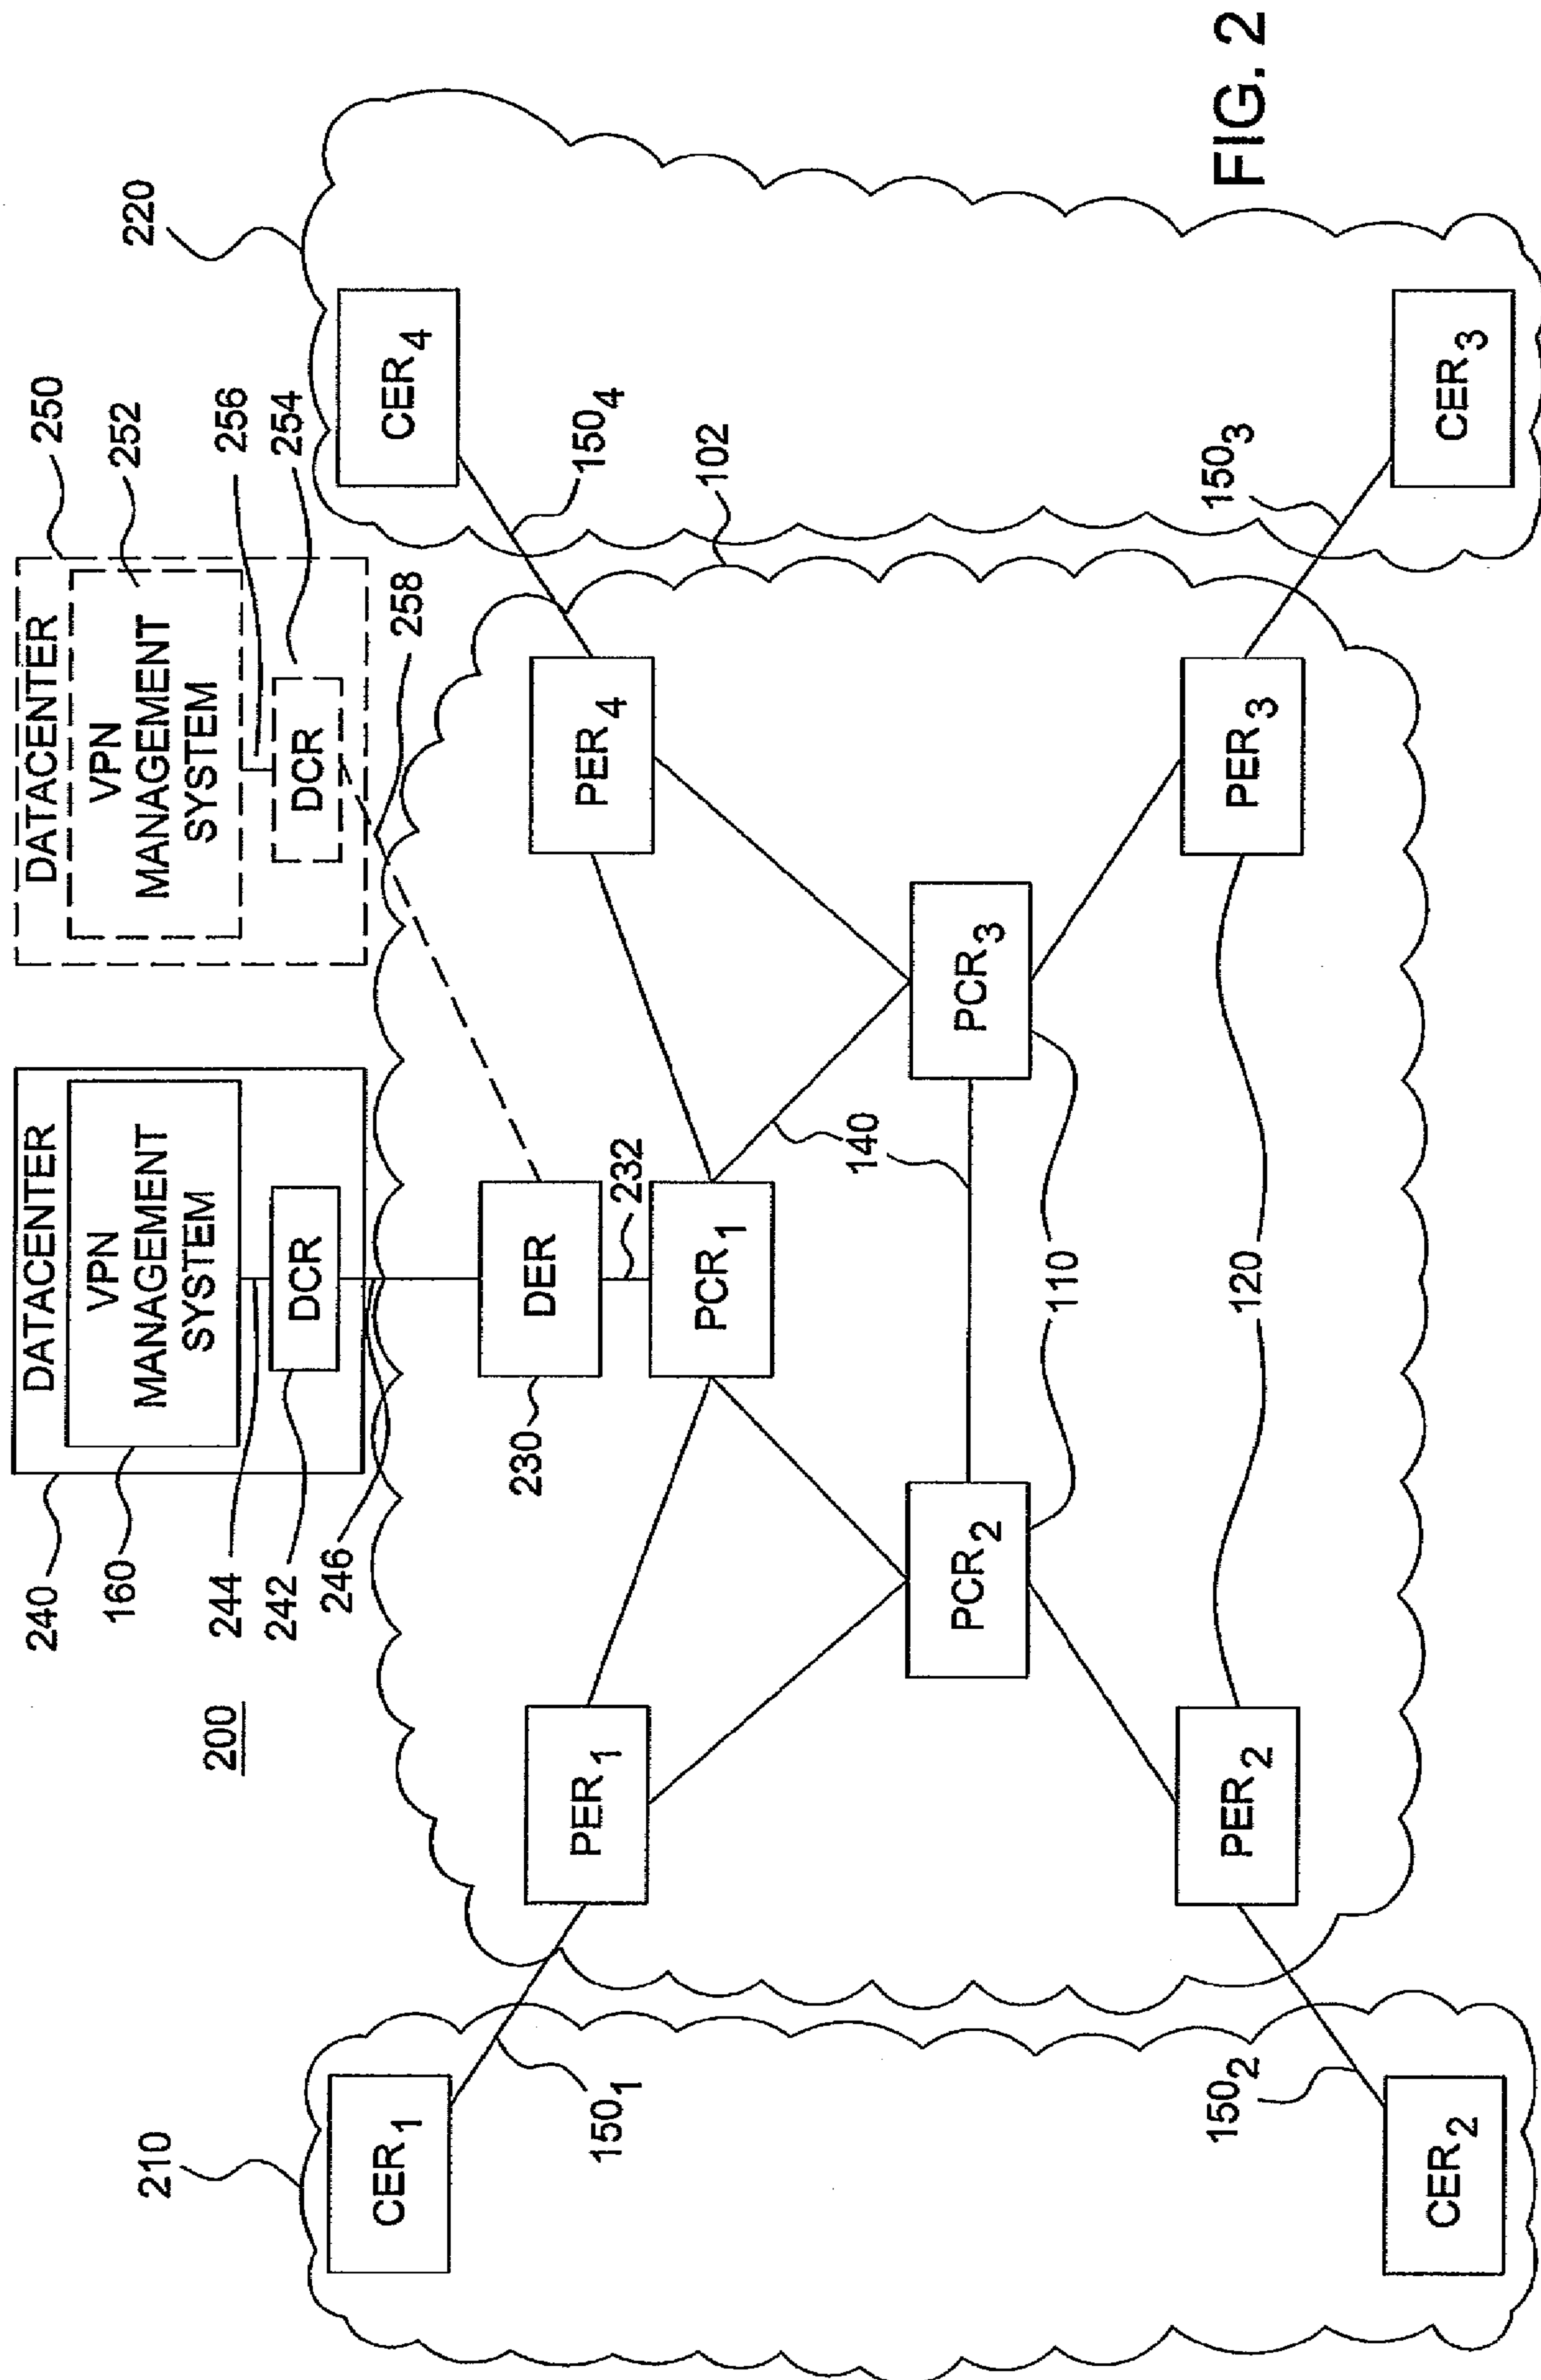 200
240
160
244
242
246
DATACENTER
VPN
MANAGEMENT
SYSTEM
DCR
DATACENTER
VPN
MANAGEMENT
SYSTEM
DCR
250
252
256
254
258
210
220
CER1
1501
PER1
230
DER
232
PCR1
PER4
1504
CER4
102
140
PCR2
PCR3
110
120
CER2
1502
PER2
PER3
1503
CER3
FIG. 2